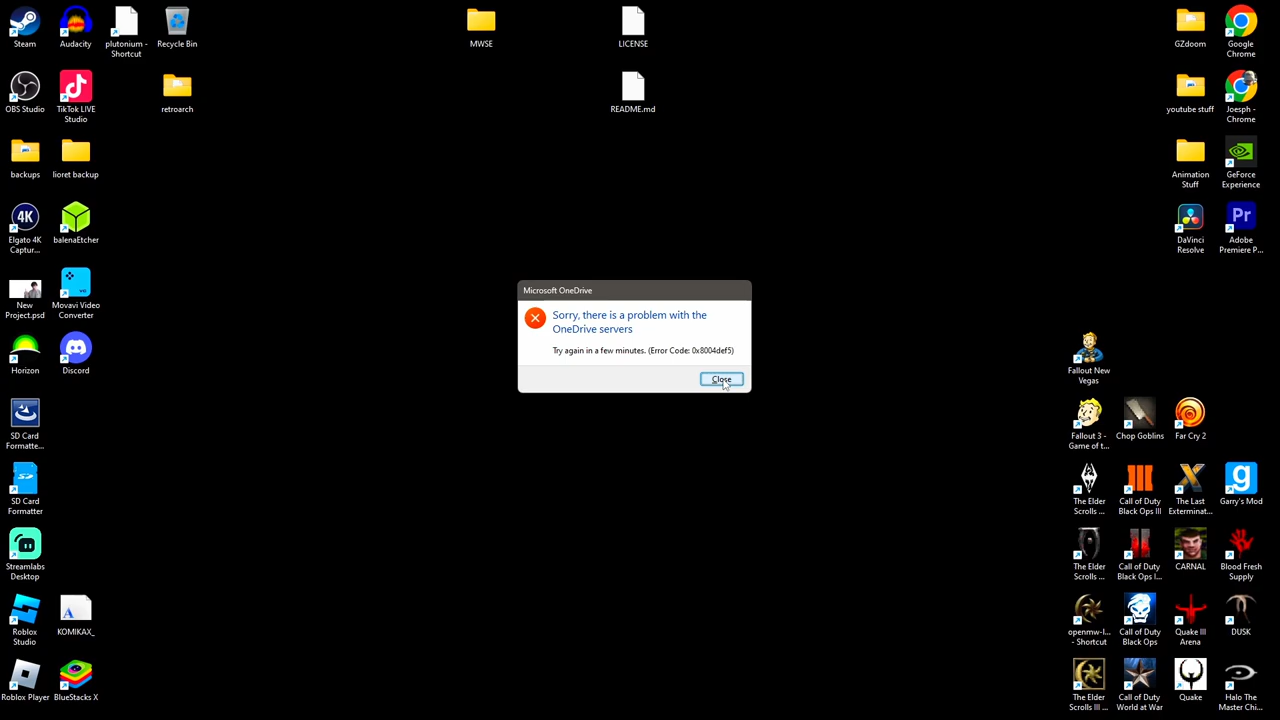 Steam
Audacity
plutonium -
Shortcut
Recycle Bin
MWSE
LICENSE
GZdoom
Google
Chrome
OBS Studio
TikTok LIVE
Studio
retroarch
README.md
youtube stuff
Joesph -
Chrome
backups
lioret backup
Animation
Stuff
GeForce
Experience
4K
Elgato 4K
Captur...
balenaEtcher
DaVinci
Resolve
Pr
Adobe
Premiere P...
New
Project.psd
Movavi Video
Converter
Microsoft OneDrive
Sorry, there is a problem with the
OneDrive servers
Try again in a few minutes. (Error Code: 0x8004def5)
Close
Horizon
Discord
Fallout New
Vegas
SD Card
Formatte...
Fallout 3 -
Game of t...
Chop Goblins
Far Cry 2
SD Card
Formatter
The Elder
Scrolls ...
Call of Duty
Black Ops III
The Last
Exterminat...
g
Garry's Mod
Streamlabs
Desktop
The Elder
Scrolls ...
Call of Duty
Black Ops I...
CARNAL
Blood Fresh
Supply
Roblox
Studio
A
KOMIKAX_
openmw-l...
- Shortcut
Call of Duty
Black Ops
Quake III
Arena
DUSK
Roblox Player
BlueStacks X
The Elder
Scrolls III ...
Call of Duty
World at War
Quake
Halo The
Master Chi...